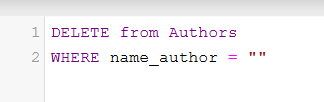 1 DELETE from Authors
2 WHERE name_author = ""